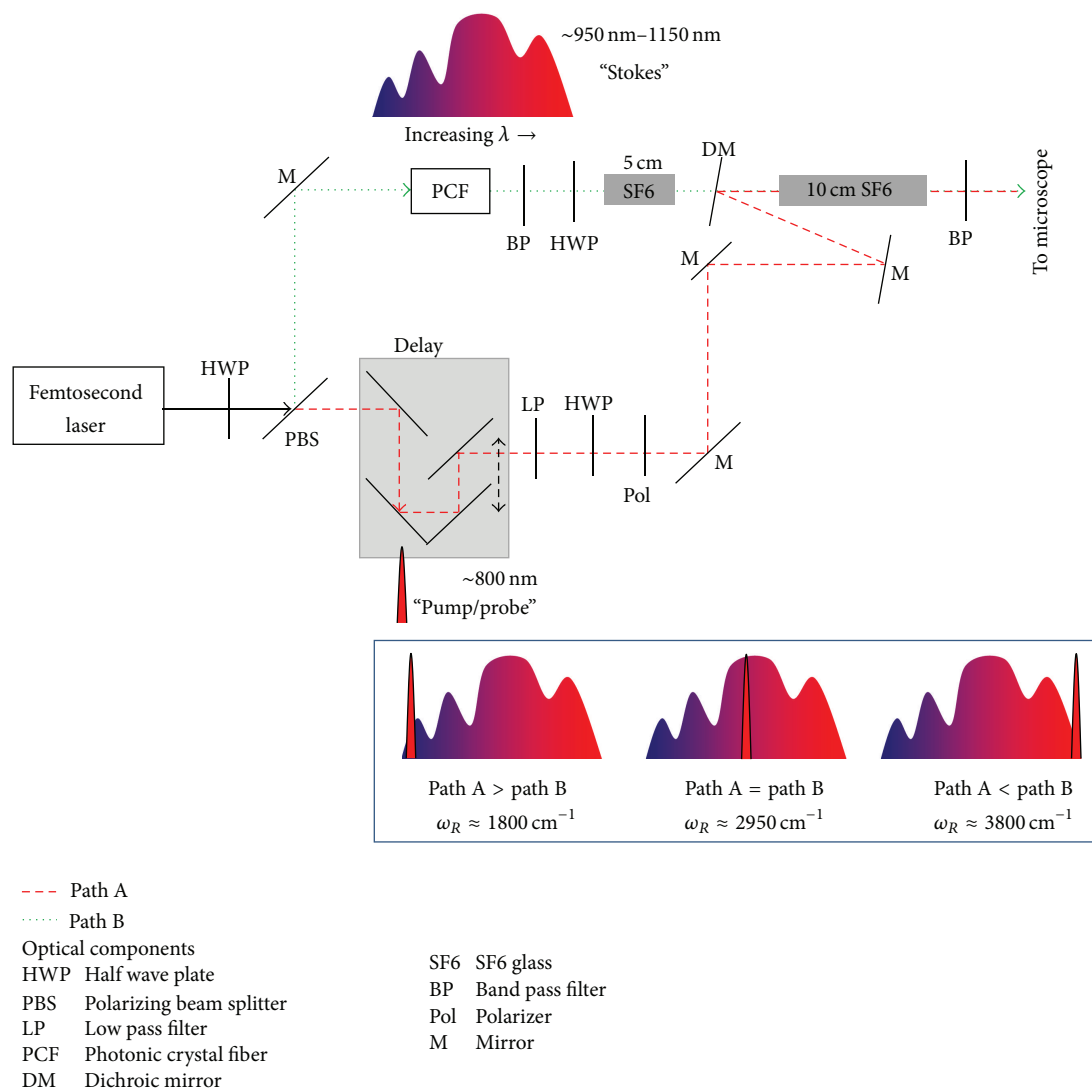 ~950 nm–1150 nm
“Stokes”
Increasing λ →
M
PCF
BP
HWP
5 cm
SF6
DM
10 cm SF6
BP
To microscope
M
M
Femtosecond
laser
HWP
PBS
Delay
LP
HWP
Pol
M
~800 nm
“Pump/probe”
Path A > path B
ω_R ≈ 1800 cm⁻¹
Path A = path B
ω_R ≈ 2950 cm⁻¹
Path A < path B
ω_R ≈ 3800 cm⁻¹
Path A
Path B
Optical components
HWP Half wave plate
PBS Polarizing beam splitter
LP Low pass filter
PCF Photonic crystal fiber
DM Dichroic mirror
SF6 SF6 glass
BP Band pass filter
Pol Polarizer
M Mirror